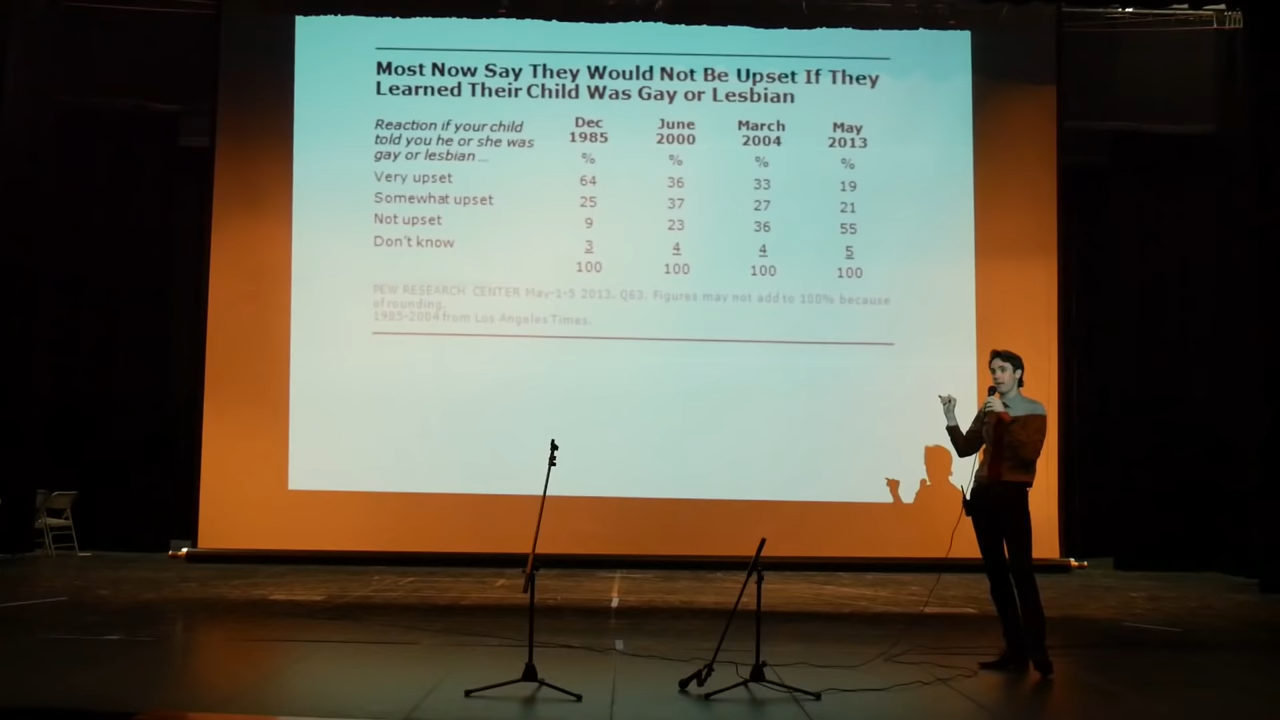 Most Now Say They Would Not Be Upset If They
Learned Their Child Was Gay or Lesbian
Reaction if your child told you he or she was gay or lesbian ...
Dec 1985 June 2000 March 2004 May 2013
% % % %
Very upset 64 36 33 19
Somewhat upset 25 37 27 21
Not upset 9 23 36 55
Don't know 3 4 4 5
100 100 100 100
PEW RESEARCH CENTER May-1-5 2013. Q63. Figures may not add to 100% because
of rounding.
1985-2004 from Los Angeles Times.